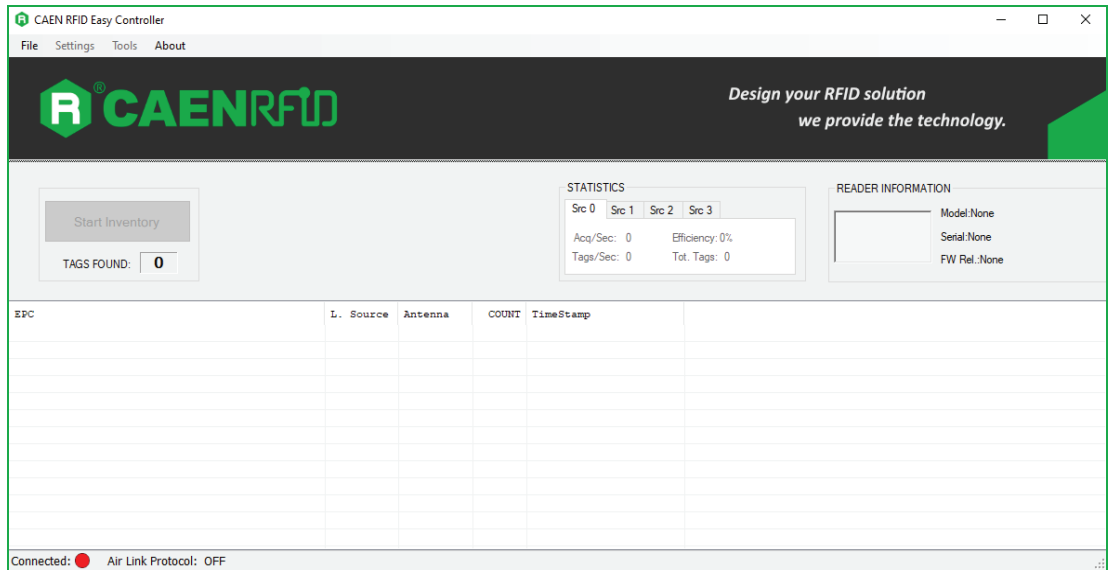 CAEN RFID Easy Controller
File Settings Tools About
R ® CAENRFID
Design your RFID solution
we provide the technology.
Start Inventory
TAGS FOUND: 0
STATISTICS
Src 0 Src 1 Src 2 Src 3
Acq/Sec: 0 Efficiency: 0%
Tags/Sec: 0 Tot. Tags: 0
READER INFORMATION
Model:None
Serial:None
FW Rel.:None
EPC L. Source Antenna COUNT TimeStamp
Connected: Air Link Protocol: OFF